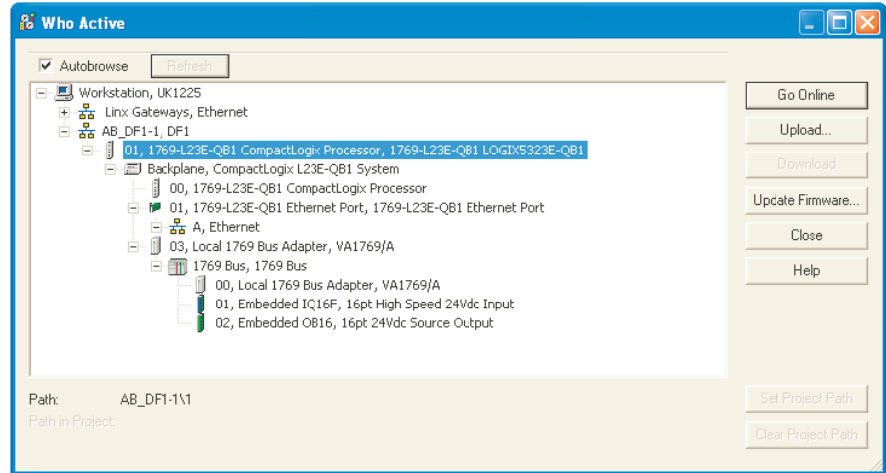 Who Active
Autobrowse
Refresh
Workstation, UK1225
Linx Gateways, Ethernet
AB_DF1-1, DF1
01, 1769-L23E-QB1 CompactLogix Processor, 1769-L23E-QB1 LOGIX5323E-QB1
Backplane, CompactLogix L23E-QB1 System
00, 1769-L23E-QB1 CompactLogix Processor
01, 1769-L23E-QB1 Ethernet Port, 1769-L23E-QB1 Ethernet Port
A, Ethernet
03, Local 1769 Bus Adapter, VA1769/A
1769 Bus, 1769 Bus
00, Local 1769 Bus Adapter, VA1769/A
01, Embedded IQ16F, 16pt High Speed 24Vdc Input
02, Embedded OB16, 16pt 24Vdc Source Output
Go Online
Upload...
Download
Update Firmware...
Close
Help
Path: AB_DF1-1\1
Path in Project:
Set Project Path
Clear Project Path